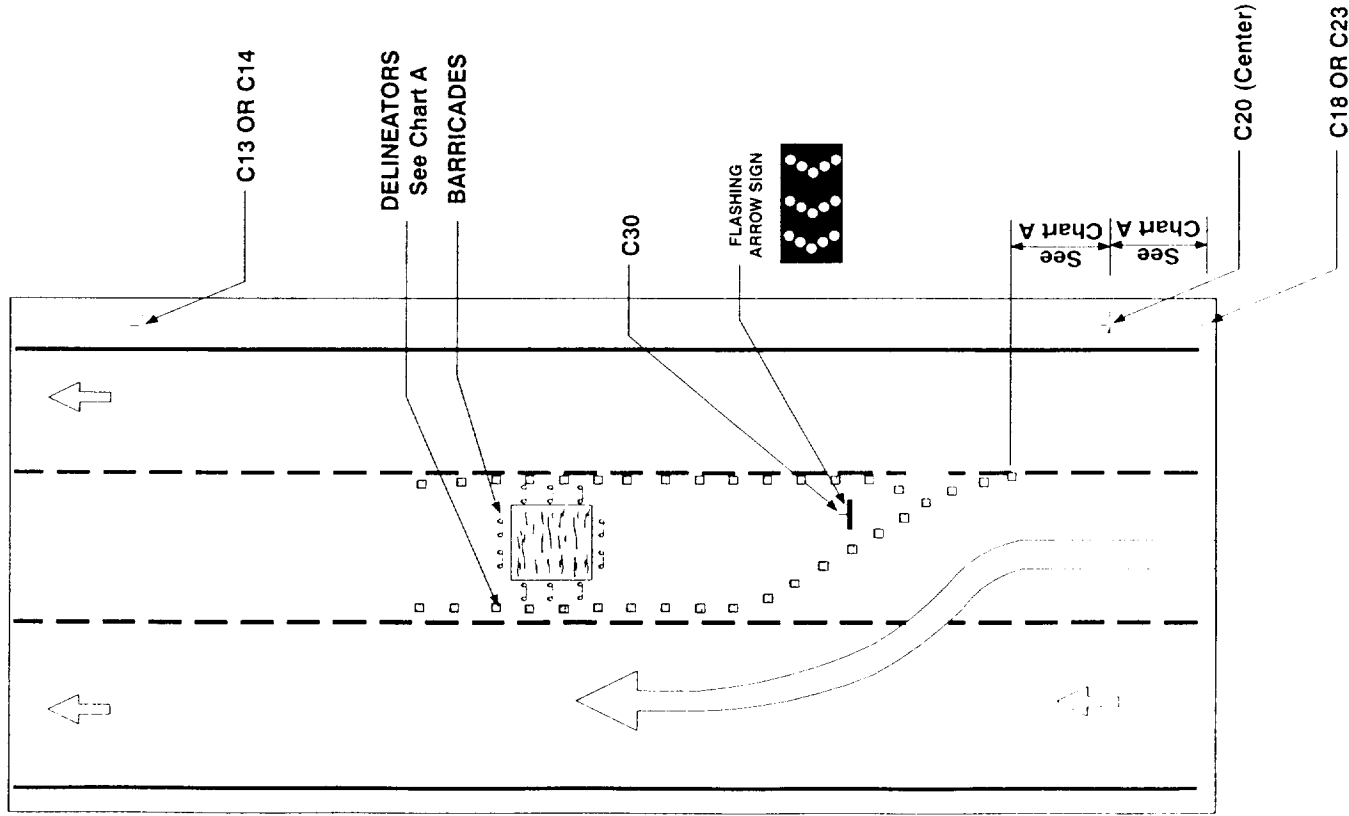 C13 OR C14
DELINEATORS
See Chart A
BARRICADES
C30
FLASHING
ARROW SIGN
See
Chart A
See
Chart A
C20 (Center)
C18 OR C23